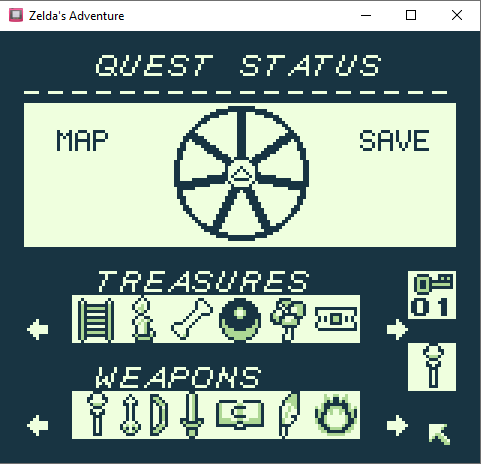 Zelda's Adventure
QUEST STATUS
MAP
SAVE
TREASURES
01
WEAPONS